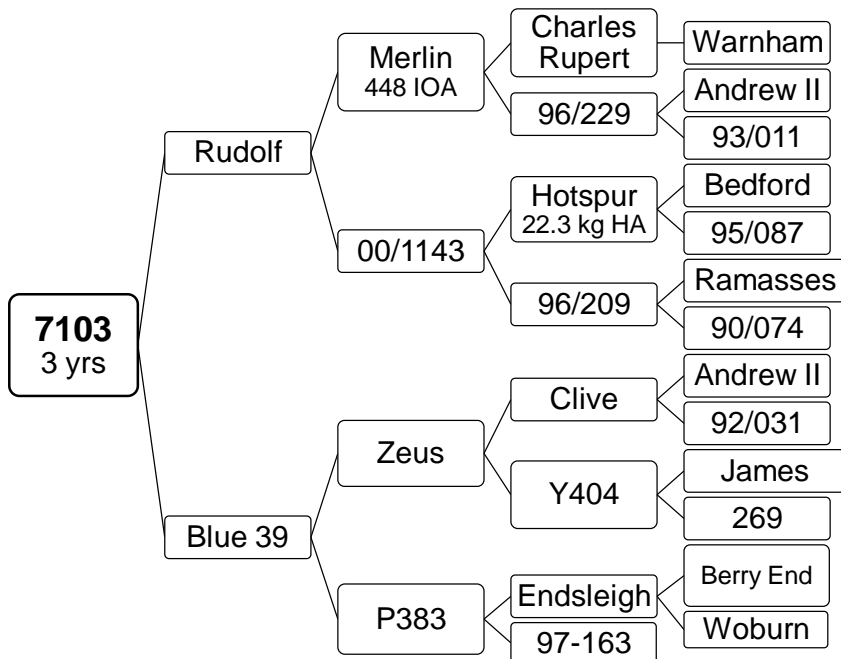 7103
3 yrs
Rudolf
Blue 39
Merlin
448 IOA
00/1143
Zeus
P383
Charles
Rupert
96/229
Hotspur
22.3 kg HA
96/209
Clive
Y404
Endsleigh
97-163
Warnham
Andrew II
93/011
Bedford
95/087
Ramasses
90/074
Andrew II
92/031
James
269
Berry End
Woburn